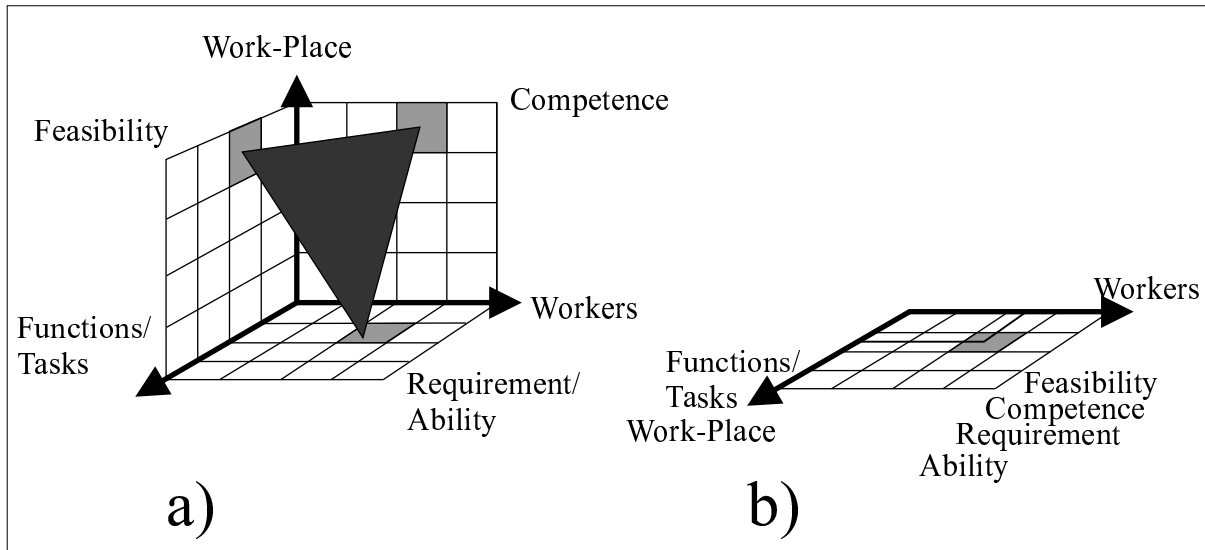 Work-Place
Competence
Feasibility
Workers
Functions/
Tasks
Requirement/
Ability
a)
Workers
Functions/
Tasks
Work-Place
Feasibility
Competence
Requirement
Ability
b)